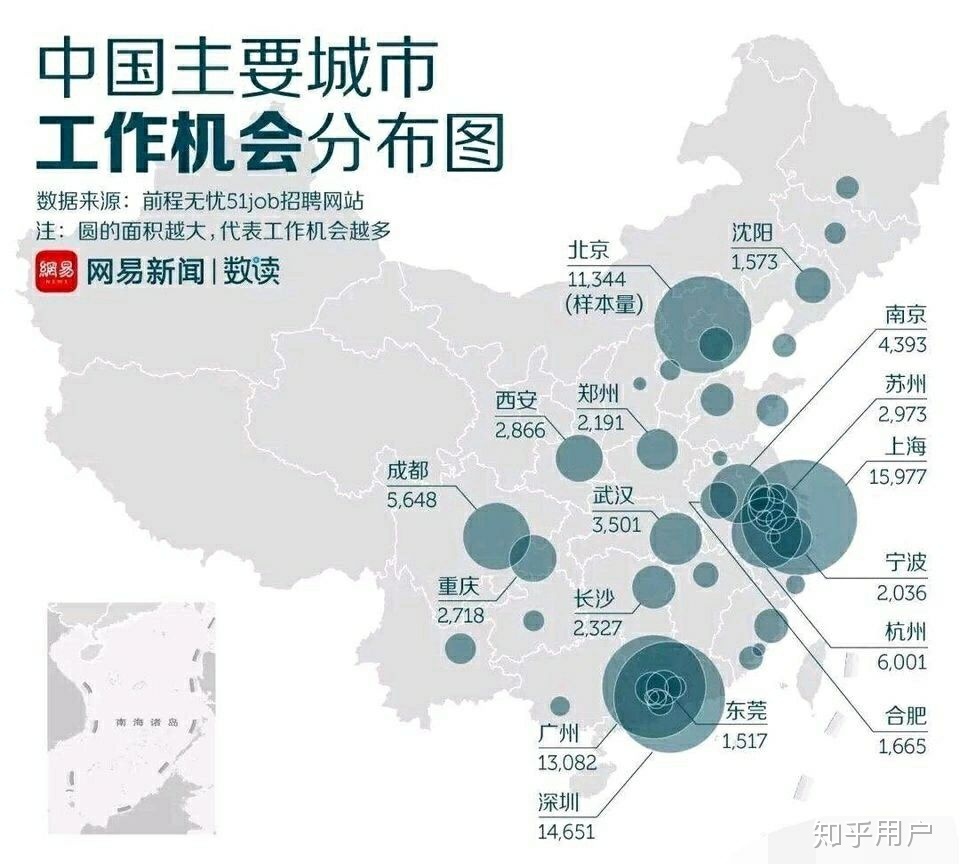 中国主要城市
工作机会分布图
数据来源：前程无忧51job招聘网站
注：圆的面积越大，代表工作机会越多
網易
NEWS
网易新闻|数读
北京
11,344
(样本量)
沈阳
1,573
南京
4,393
苏州
2,973
上海
15,977
西安
2,866
郑州
2,191
成都
5,648
武汉
3,501
重庆
2,718
长沙
2,327
宁波
2,036
杭州
6,001
合肥
1,665
东莞
1,517
广州
13,082
深圳
14,651
南海诸岛
知乎用户